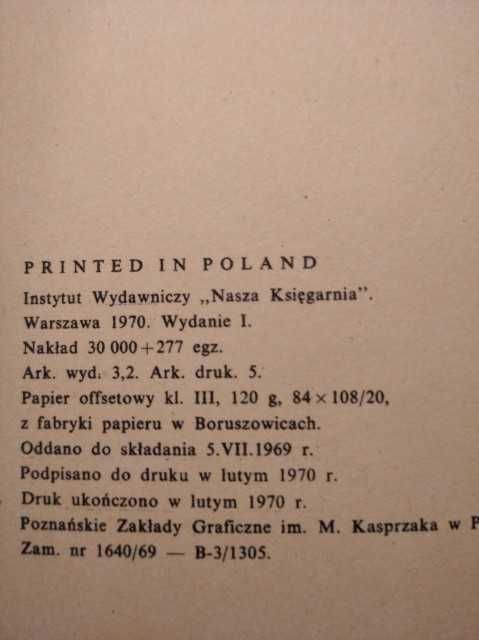 PRINTED IN POLAND
Instytut Wydawniczy „Nasza Księgarnia”.
Warszawa 1970. Wydanie I.
Nakład 30 000+277 egz.
Ark. wyd. 3,2. Ark. druk. 5.
Papier offsetowy kl. III, 120 g, 84×108/20,
z fabryki papieru w Boruszowicach.
Oddano do składania 5.VII.1969 r.
Podpisano do druku w lutym 1970 r.
Druk ukończono w lutym 1970 r.
Poznańskie Zakłady Graficzne im. M. Kasprzaka w
Zam. nr 1640/69 — B-3/1305.